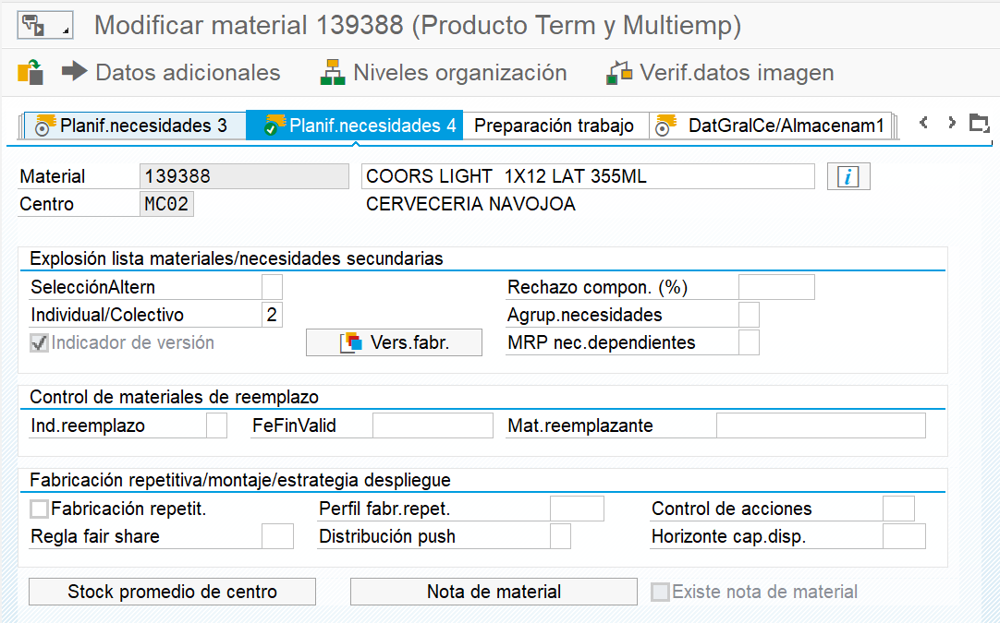 Modificar material 139388 (Producto Term y Multiemp)
Datos adicionales Niveles organización Verif.datos imagen
Planif.necesidades 3 Planif.necesidades 4 Preparación trabajo DatGralCe/Almacenam1
Material 139388 COORS LIGHT 1X12 LAT 355ML i
Centro MC02 CERVECERIA NAVOJOA
Explosión lista materiales/necesidades secundarias
SelecciónAltern Rechazo compon. (%)
Individual/Colectivo 2 Agrup.necesidades
Indicador de versión Vers.fabr. MRP nec.dependientes
Control de materiales de reemplazo
Ind.reemplazo FeFinValid Mat.reemplazante
Fabricación repetitiva/montaje/estrategia despliegue
Fabricación repetit. Perfil fabr.repet. Control de acciones
Regla fair share Distribución push Horizonte cap.disp.
Stock promedio de centro Nota de material Existe nota de material